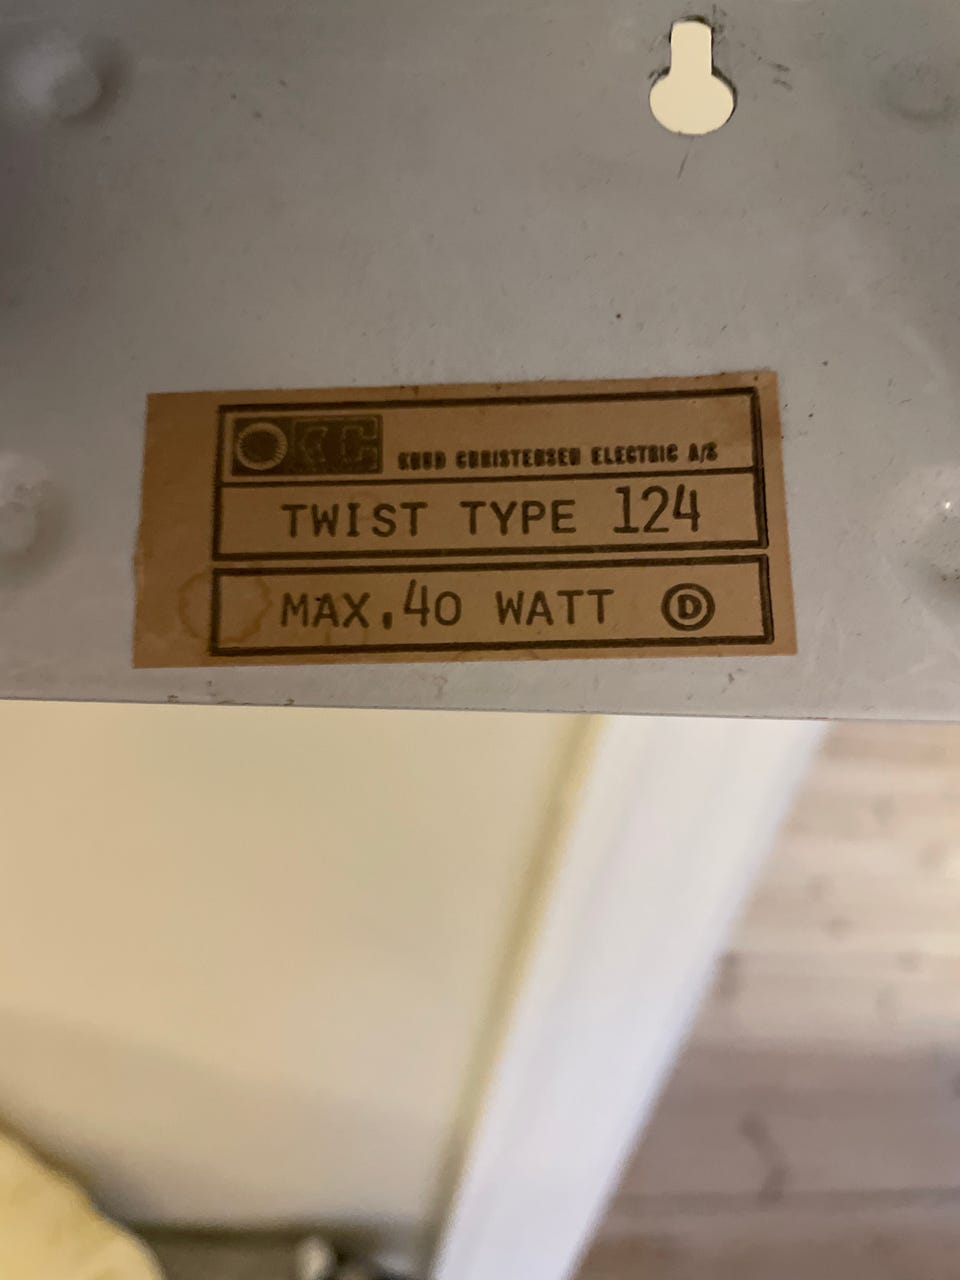 KC KNUD CHRISTENSEN ELECTRIC A/S
TWIST TYPE 124
MAX. 40 WATT D